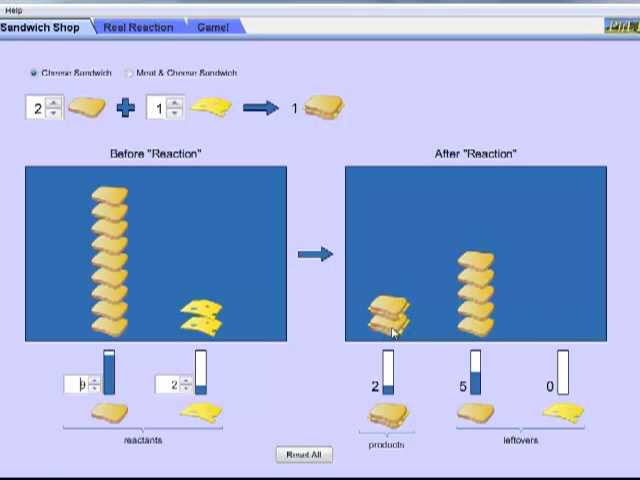 Help
Sandwich Shop Real Reaction Game!
Cheese Sandwich Meat & Cheese Sandwich
2 1 1
Before "Reaction" After "Reaction"
9 2 2 5 0
reactants products leftovers
Reset All